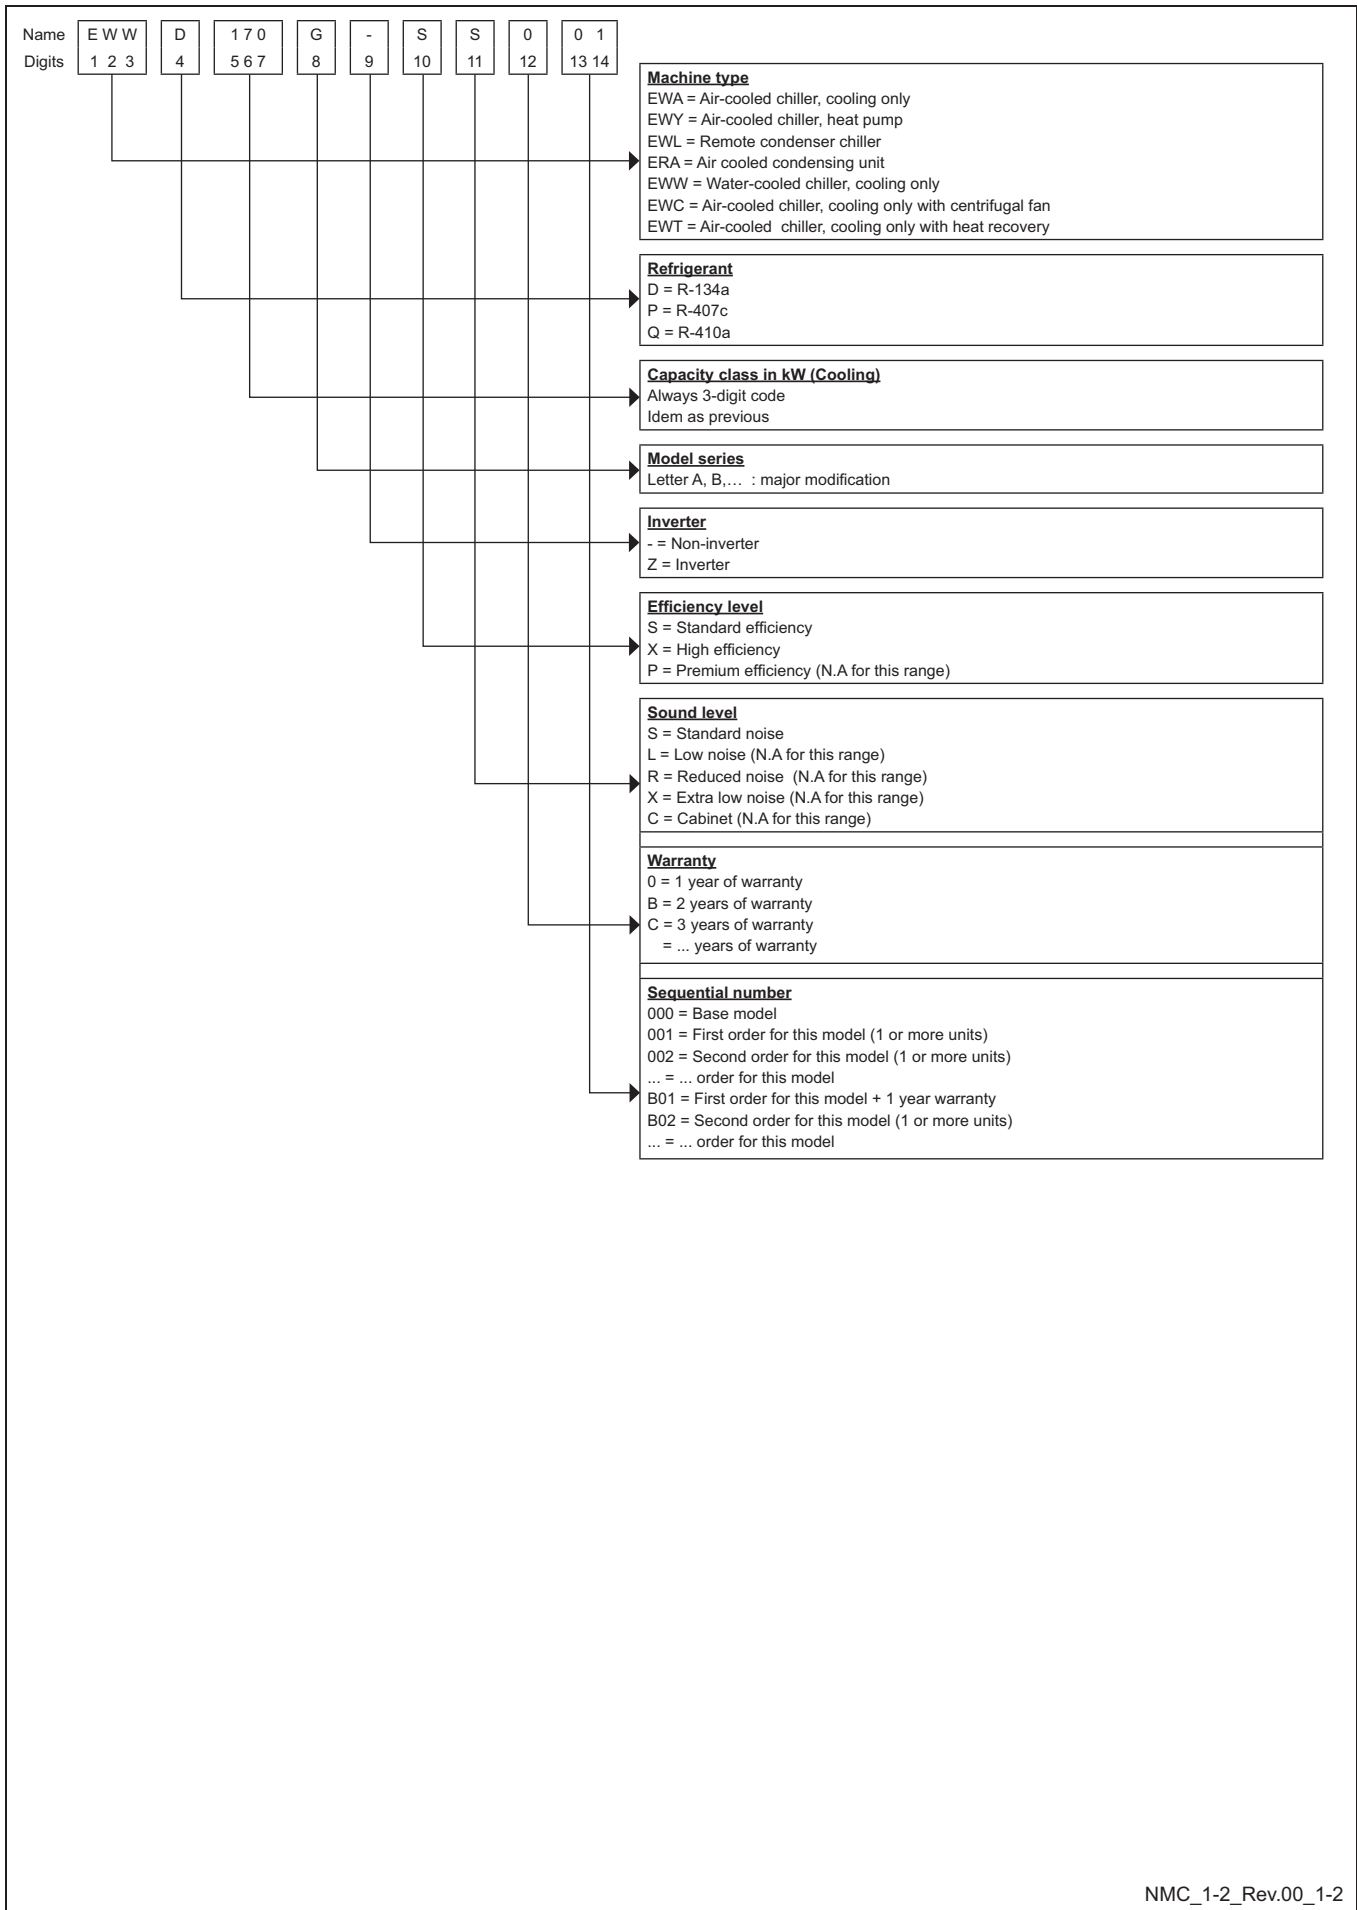 Name E W W D 1 7 0 G - S S 0 0 1
Digits 1 2 3 4 5 6 7 8 9 10 11 12 13 14
Machine type
EWA = Air-cooled chiller, cooling only
EWY = Air-cooled chiller, heat pump
EWL = Remote condenser chiller
ERA = Air cooled condensing unit
EWW = Water-cooled chiller, cooling only
EWC = Air-cooled chiller, cooling only with centrifugal fan
EWT = Air-cooled chiller, cooling only with heat recovery
Refrigerant
D = R-134a
P = R-407c
Q = R-410a
Capacity class in kW (Cooling)
Always 3-digit code
Idem as previous
Model series
Letter A, B,… : major modification
Inverter
- = Non-inverter
Z = Inverter
Efficiency level
S = Standard efficiency
X = High efficiency
P = Premium efficiency (N.A for this range)
Sound level
S = Standard noise
L = Low noise (N.A for this range)
R = Reduced noise (N.A for this range)
X = Extra low noise (N.A for this range)
C = Cabinet (N.A for this range)
Warranty
0 = 1 year of warranty
B = 2 years of warranty
C = 3 years of warranty
= ... years of warranty
Sequential number
000 = Base model
001 = First order for this model (1 or more units)
002 = Second order for this model (1 or more units)
... = ... order for this model
B01 = First order for this model + 1 year warranty
B02 = Second order for this model (1 or more units)
... = ... order for this model
NMC_1-2_Rev.00_1-2